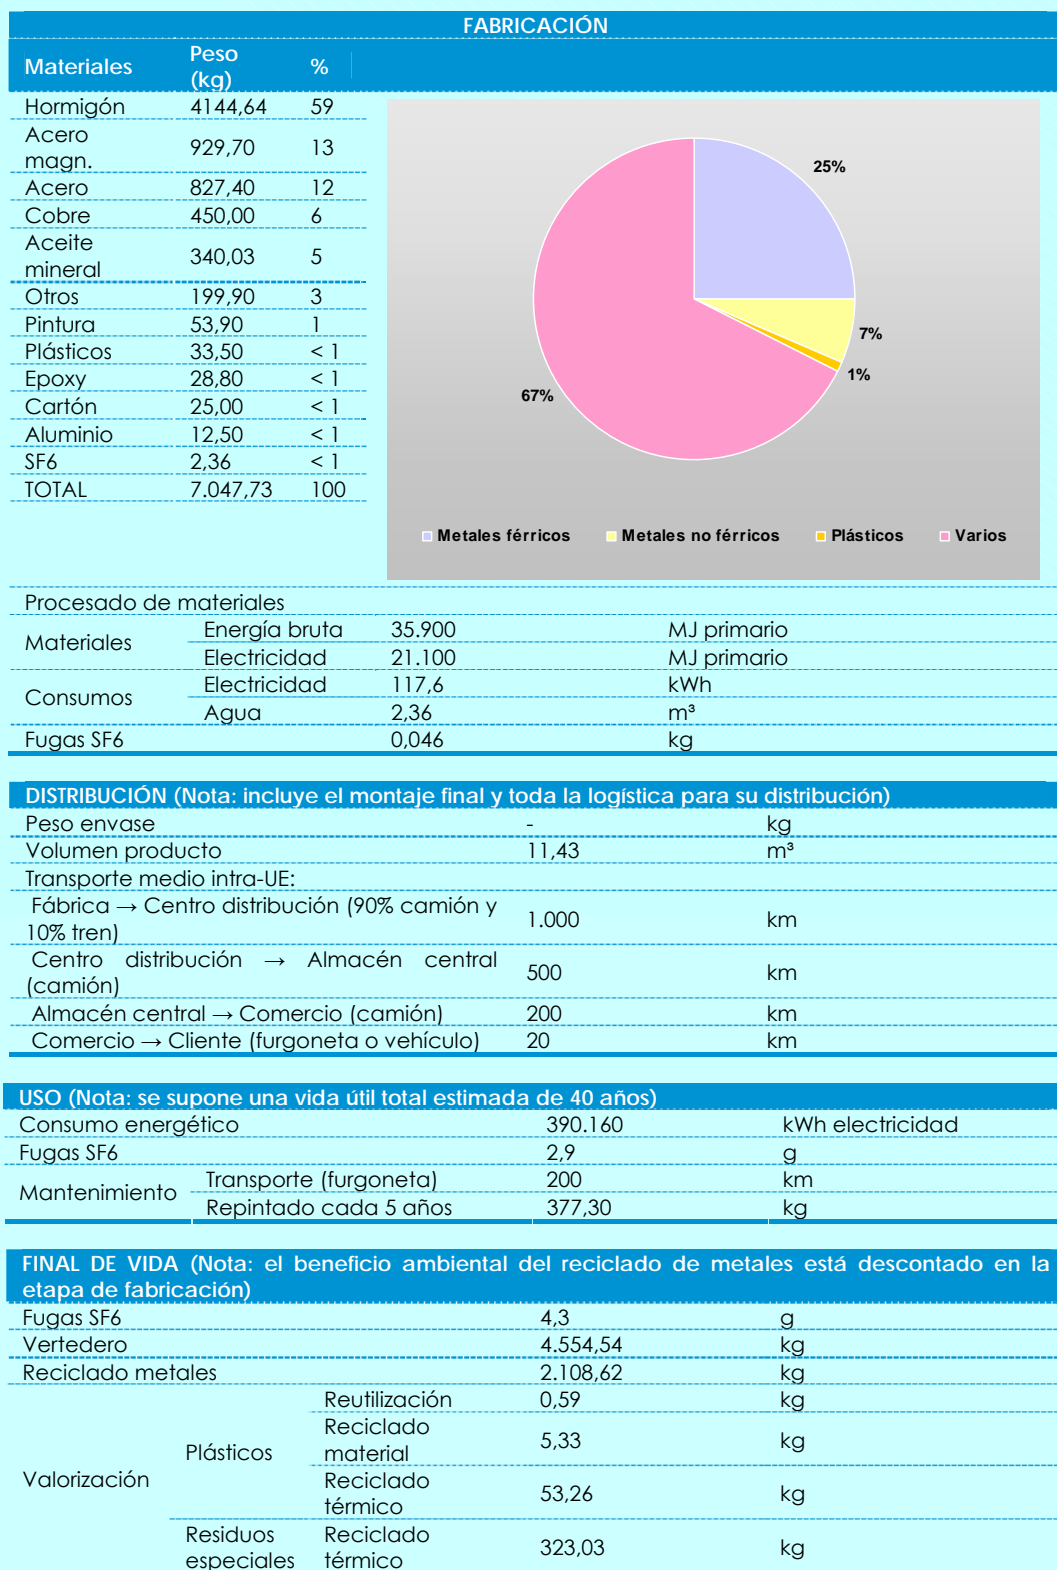 FABRICACIÓN
Materiales Peso (kg) %
Hormigón 4144,64 59
Acero magn. 929,70 13
Acero 827,40 12
Cobre 450,00 6
Aceite mineral 340,03 5
Otros 199,90 3
Pintura 53,90 1
Plásticos 33,50 < 1
Epoxy 28,80 < 1
Cartón 25,00 < 1
Aluminio 12,50 < 1
SF6 2,36 < 1
TOTAL 7.047,73 100
25%
7%
1%
67%
Metales férricos Metales no férricos Plásticos Varios
Procesado de materiales
Materiales
Energía bruta 35.900 MJ primario
Electricidad 21.100 MJ primario
Consumos
Electricidad 117,6 kWh
Agua 2,36 m³
Fugas SF6 0,046 kg
DISTRIBUCIÓN (Nota: incluye el montaje final y toda la logística para su distribución)
Peso envase - kg
Volumen producto 11,43 m³
Transporte medio intra-UE:
Fábrica → Centro distribución (90% camión y
10% tren) 1.000 km
Centro distribución → Almacén central
(camión) 500 km
Almacén central → Comercio (camión) 200 km
Comercio → Cliente (furgoneta o vehículo) 20 km
USO (Nota: se supone una vida útil total estimada de 40 años)
Consumo energético 390.160 kWh electricidad
Fugas SF6 2,9 g
Mantenimiento
Transporte (furgoneta) 200 km
Repintado cada 5 años 377,30 kg
FINAL DE VIDA (Nota: el beneficio ambiental del reciclado de metales está descontado en la
etapa de fabricación)
Fugas SF6 4,3 g
Vertedero 4.554,54 kg
Reciclado metales 2.108,62 kg
Valorización
Plásticos
Reutilización 0,59 kg
Reciclado material 5,33 kg
Reciclado térmico 53,26 kg
Residuos especiales
Reciclado térmico 323,03 kg